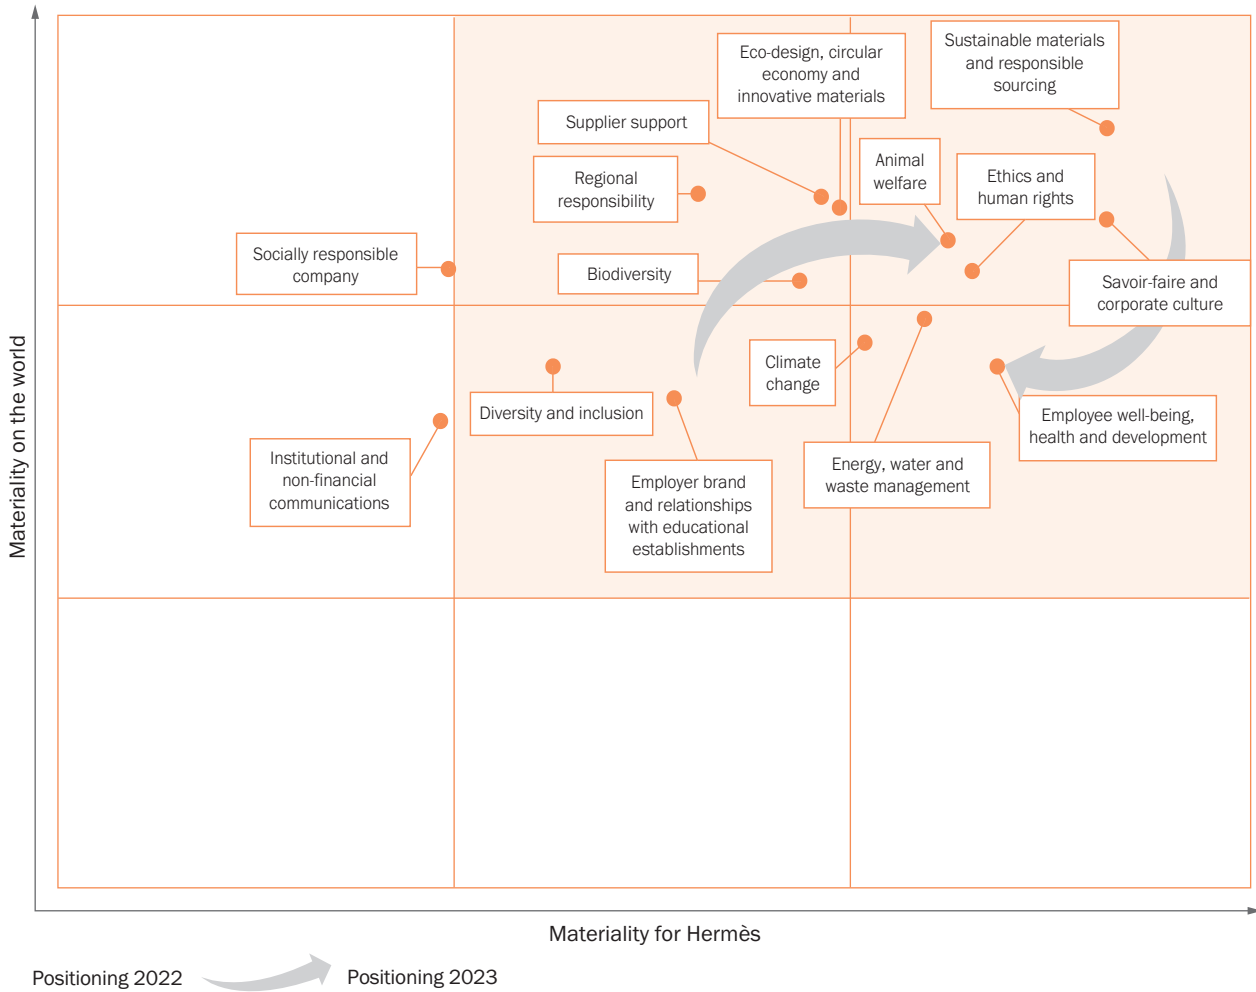 Materiality on the world
Eco-design, circular
economy and
innovative materials
Sustainable materials
and responsible
sourcing
Supplier support
Animal
welfare
Ethics and
human rights
Regional
responsibility
Socially responsible
company
Biodiversity
Savoir-faire and
corporate culture
Climate
change
Diversity and inclusion
Employee well-being,
health and development
Institutional and
non-financial
communications
Energy, water and
waste management
Employer brand
and relationships
with educational
establishments
Materiality for Hermès
Positioning 2022
Positioning 2023